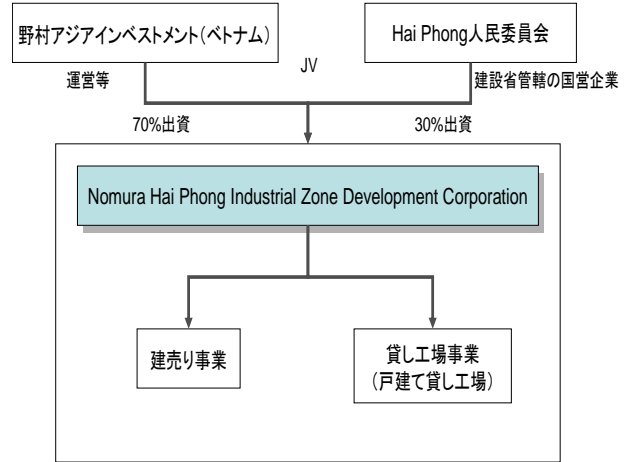 野村アジアインベストメント(ベトナム)
Hai Phong人民委員会
JV
運営等
建設省管轄の国営企業
70%出資
30%出資
Nomura Hai Phong Industrial Zone Development Corporation
建売り事業
貸し工場事業
(戸建て貸し工場)